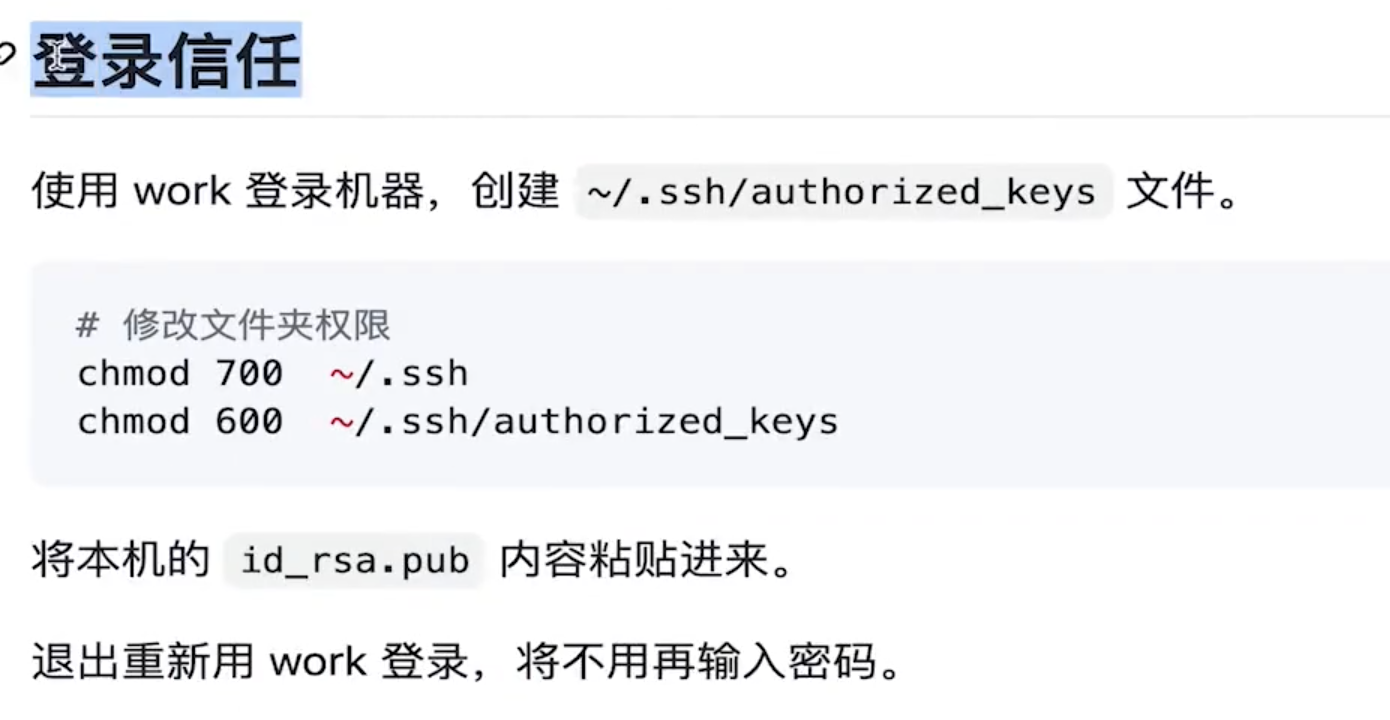 登录信任
使用 work 登录机器，创建 ~/.ssh/authorized_keys 文件。
# 修改文件夹权限
chmod 700  ~/.ssh
chmod 600  ~/.ssh/authorized_keys
将本机的 id_rsa.pub 内容粘贴进来。
退出重新用 work 登录，将不用再输入密码。